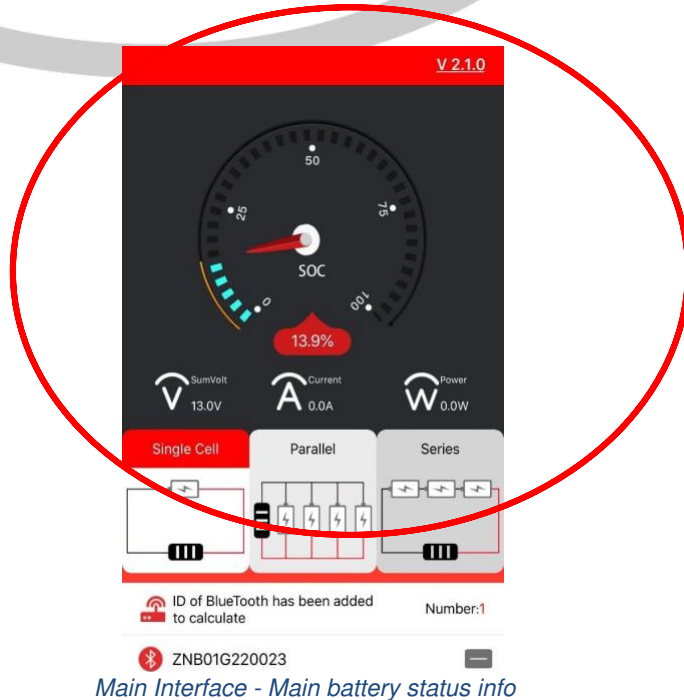 V 2.1.0
50
25
75
SOC
0
100
13.9%
SumVolt
V 13.0V
Current
A 0.0A
Power
W 0.0W
Single Cell
Parallel
Series
ID of BlueTooth has been added
to calculate
Number:1
ZNB01G220023
Main Interface - Main battery status info